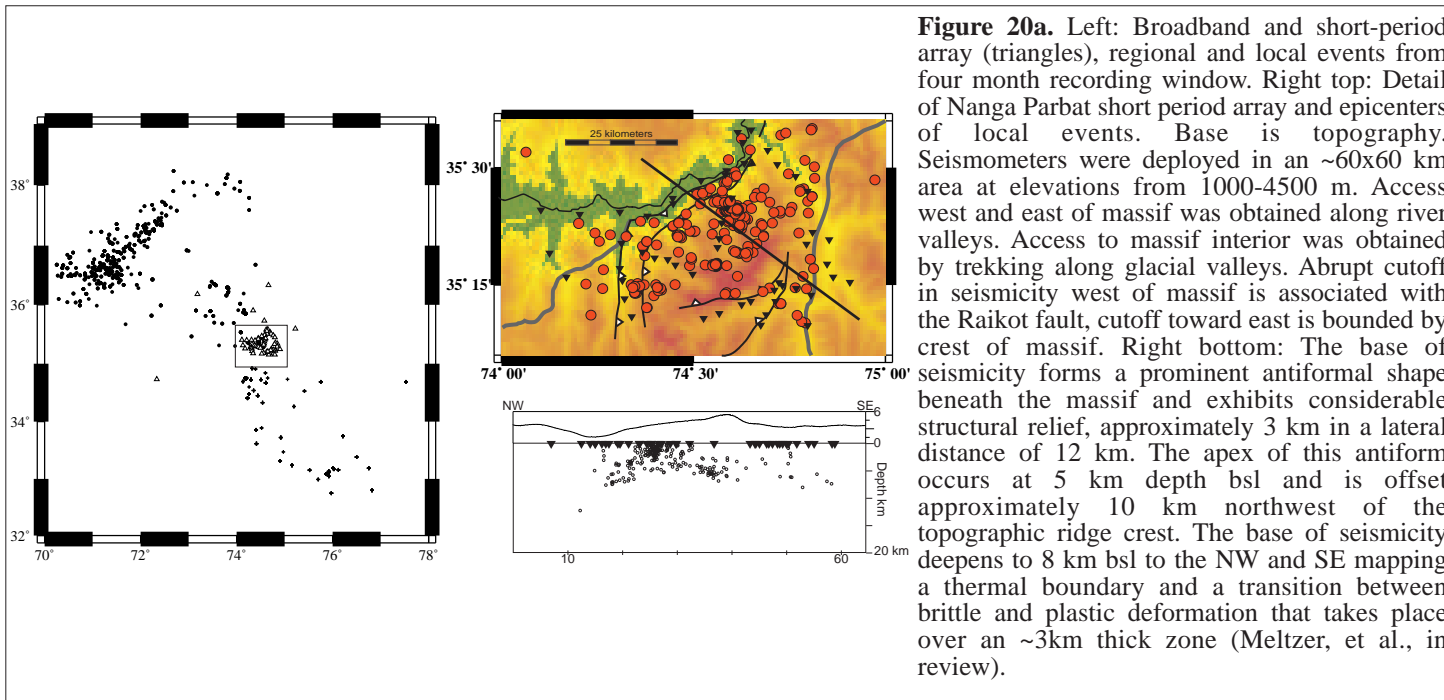 38°
36°
34°
32°
70°
72°
74°
76°
78°
25 kilometers
35° 30'
35° 15'
74° 00'
74° 30'
75° 00'
NW
SE
6
0
Depth km
20 km
10
60
Figure 20a. Left: Broadband and short-period
array (triangles), regional and local events from
four month recording window. Right top: Detail
of Nanga Parbat short period array and epicenters
of local events. Base is topography.
Seismometers were deployed in an ~60x60 km
area at elevations from 1000-4500 m. Access
west and east of massif was obtained along river
valleys. Access to massif interior was obtained
by trekking along glacial valleys. Abrupt cutoff
in seismicity west of massif is associated with
the Raikot fault, cutoff toward east is bounded by
crest of massif. Right bottom: The base of
seismicity forms a prominent antiformal shape
beneath the massif and exhibits considerable
structural relief, approximately 3 km in a lateral
distance of 12 km. The apex of this antiform
occurs at 5 km depth bsl and is offset
approximately 10 km northwest of the
topographic ridge crest. The base of seismicity
deepens to 8 km bsl to the NW and SE mapping
a thermal boundary and a transition between
brittle and plastic deformation that takes place
over an ~3km thick zone (Meltzer, et al., in
review).